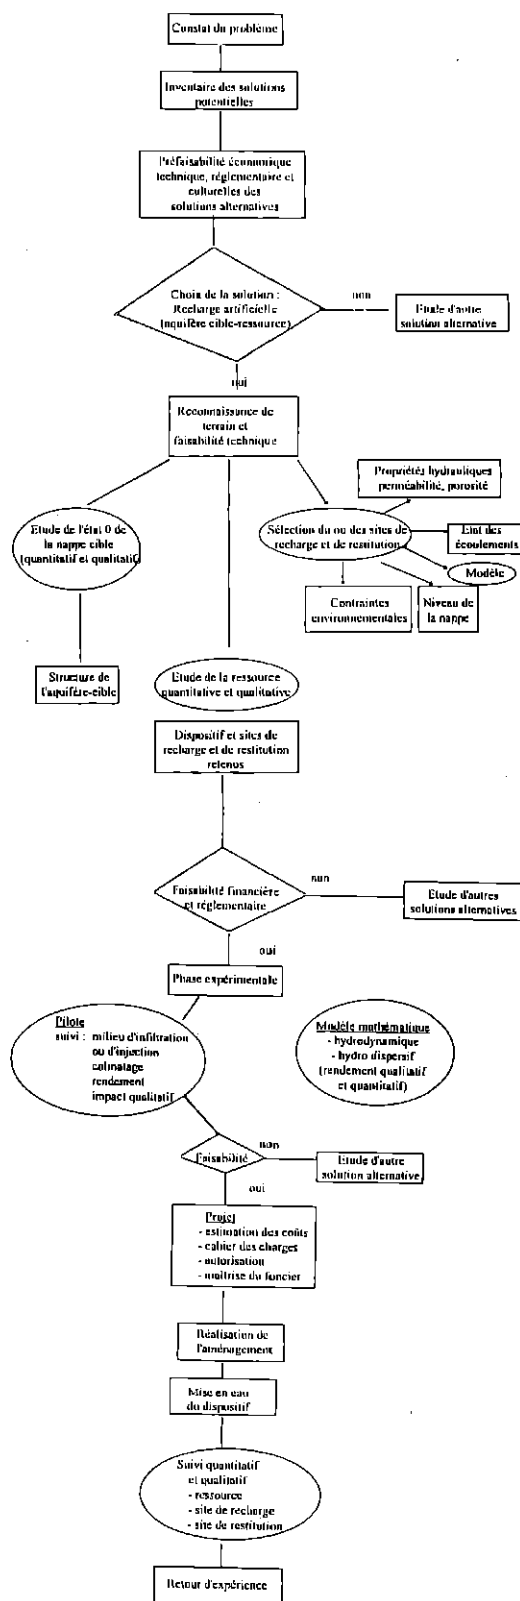 Constat du problème
Inventaire des solutions
potentielles
Préfaisabilité économique
technique, réglementaire et
culturelles des
solutions alternatives
Choix de la solution :
Recharge artificielle
(aquifère cible-ressource)
non
Etude d'autre
solution alternative
oui
Reconnaissance de
terrain et
faisabilité technique
Propriétés hydrauliques
perméabilité, porosité
Etude de l'état 0 de
la nappe cible
(quantitatif et qualitatif)
Sélection du ou des sites de
recharge et de restitution
Etat des
écoulements
Modèle
Contraintes
environnementales
Niveau de
la nappe
Structure de
l'aquifère-cible
Etude de la ressource
quantitative et qualitative
Dispositif et sites de
recharge et de restitution
retenus
Faisabilité financière
et réglementaire
non
Etude d'autres
solutions alternatives
oui
Phase expérimentale
Pilote
suivi : milieu d'infiltration
ou d'injection
colmatage
rendement
impact qualitatif
Modèle mathématique
- hydrodynamique
- hydro dispersif
(rendement qualitatif
et quantitatif)
Faisabilité
non
Etude d'autre
solution alternative
oui
Projet
- estimation des coûts
- cahier des charges
- autorisation
- maîtrise du foncier
Réalisation de
l'aménagement
Mise en eau
du dispositif
Suivi quantitatif
et qualitatif
- ressource
- site de recharge
- site de restitution
Retour d'expérience